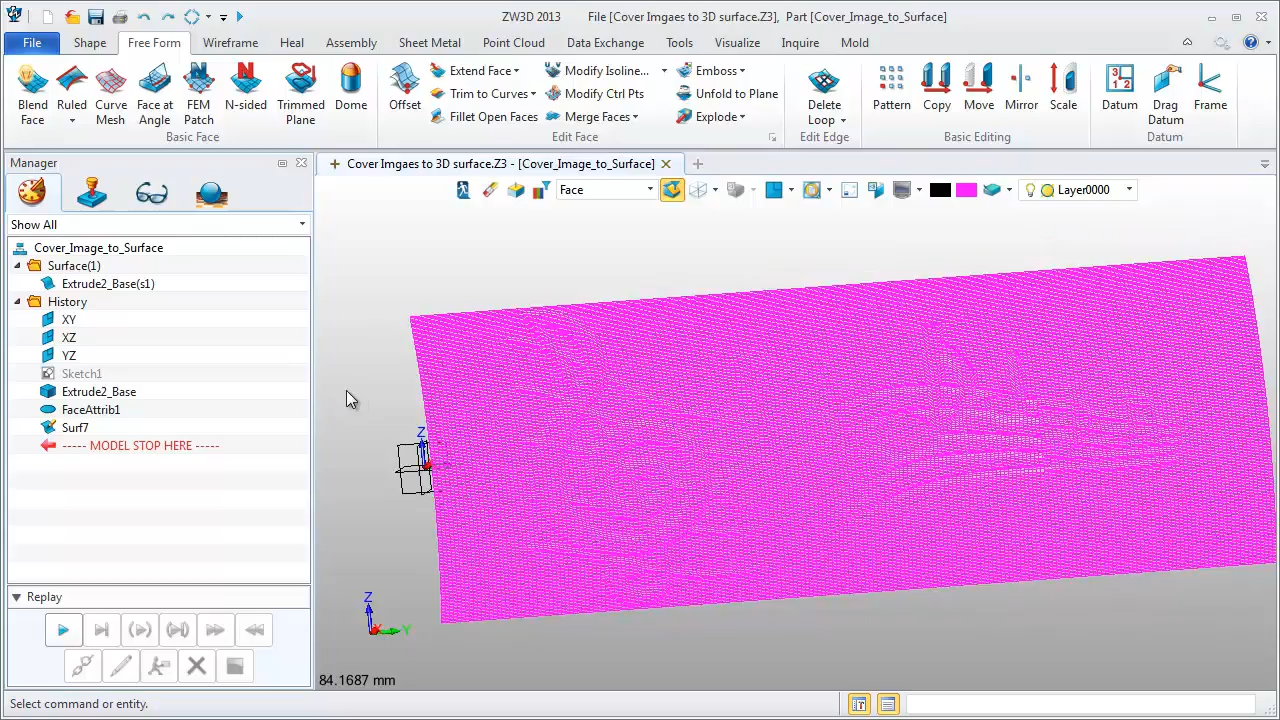 ZW3D 2013 File [Cover Imgaes to 3D surface.Z3], Part [Cover_Image_to_Surface]
File Shape Free Form Wireframe Heal Assembly Sheet Metal Point Cloud Data Exchange Tools Visualize Inquire Mold
Blend Face
Ruled
Curve Mesh
Face at Angle
FEM Patch
N-sided
Trimmed Plane
Dome
Basic Face
Offset
Extend Face
Trim to Curves
Fillet Open Faces
Modify Isoline...
Modify Ctrl Pts
Merge Faces
Emboss
Unfold to Plane
Explode
Edit Face
Delete Loop
Edit Edge
Pattern
Copy
Move
Mirror
Scale
Basic Editing
Datum
Drag Datum
Frame
Datum
Manager
Cover Imgaes to 3D surface.Z3 - [Cover_Image_to_Surface]
Face
Layer0000
Show All
Cover_Image_to_Surface
Surface(1)
Extrude2_Base(s1)
History
XY
XZ
YZ
Sketch1
Extrude2_Base
FaceAttrib1
Surf7
----- MODEL STOP HERE -----
Z
Replay
Z
X Y
84.1687 mm
Select command or entity.